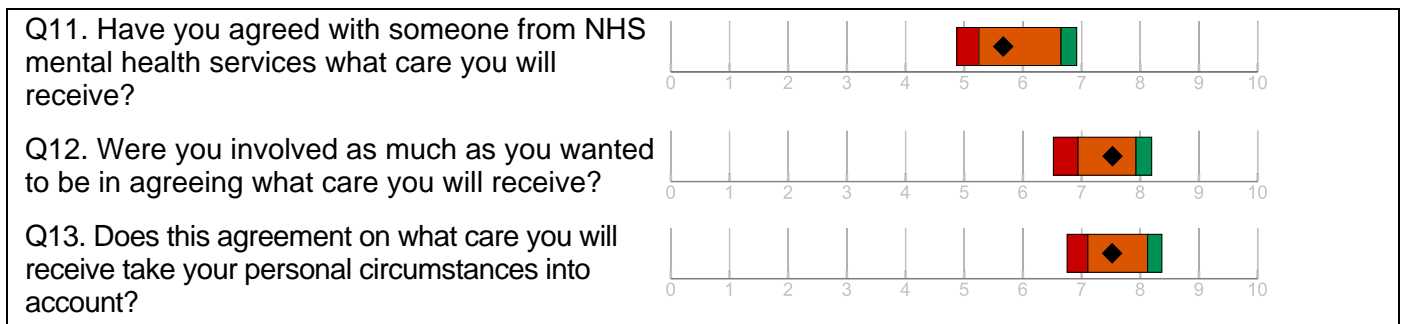 Q11. Have you agreed with someone from NHS
mental health services what care you will
receive?
0 1 2 3 4 5 6 7 8 9 10
Q12. Were you involved as much as you wanted
to be in agreeing what care you will receive?
0 1 2 3 4 5 6 7 8 9 10
Q13. Does this agreement on what care you will
receive take your personal circumstances into
account?
0 1 2 3 4 5 6 7 8 9 10